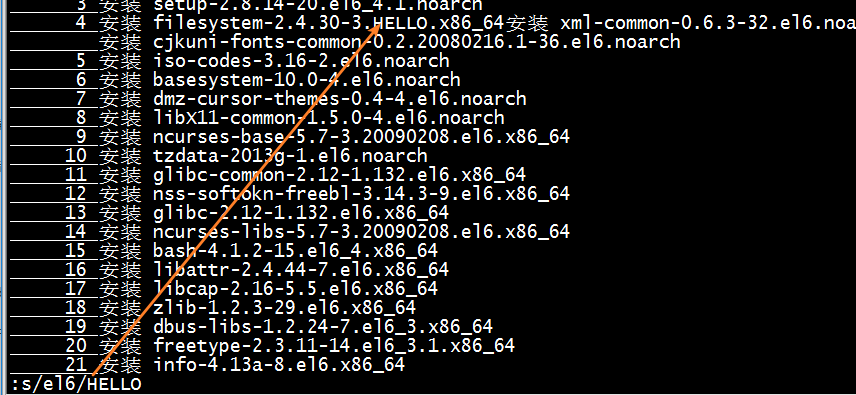 3 安装 setup-2.8.14-20.el6_4.1.noarch
4 安装 filesystem-2.4.30-3.HELLO.x86_64安装 xml-common-0.6.3-32.el6.noa
安装 cjkuni-fonts-common-0.2.20080216.1-36.el6.noarch
5 安装 iso-codes-3.16-2.el6.noarch
6 安装 basesystem-10.0-4.el6.noarch
7 安装 dmz-cursor-themes-0.4-4.el6.noarch
8 安装 libX11-common-1.5.0-4.el6.noarch
9 安装 ncurses-base-5.7-3.20090208.el6.x86_64
10 安装 tzdata-2013g-1.el6.noarch
11 安装 glibc-common-2.12-1.132.el6.x86_64
12 安装 nss-softokn-freebl-3.14.3-9.el6.x86_64
13 安装 glibc-2.12-1.132.el6.x86_64
14 安装 ncurses-libs-5.7-3.20090208.el6.x86_64
15 安装 bash-4.1.2-15.el6_4.x86_64
16 安装 libattr-2.4.44-7.el6.x86_64
17 安装 libcap-2.16-5.5.el6.x86_64
18 安装 zlib-1.2.3-29.el6.x86_64
19 安装 dbus-libs-1.2.24-7.el6_3.x86_64
20 安装 freetype-2.3.11-14.el6_3.1.x86_64
21 安装 info-4.13a-8.el6.x86_64
:s/el6/HELLO